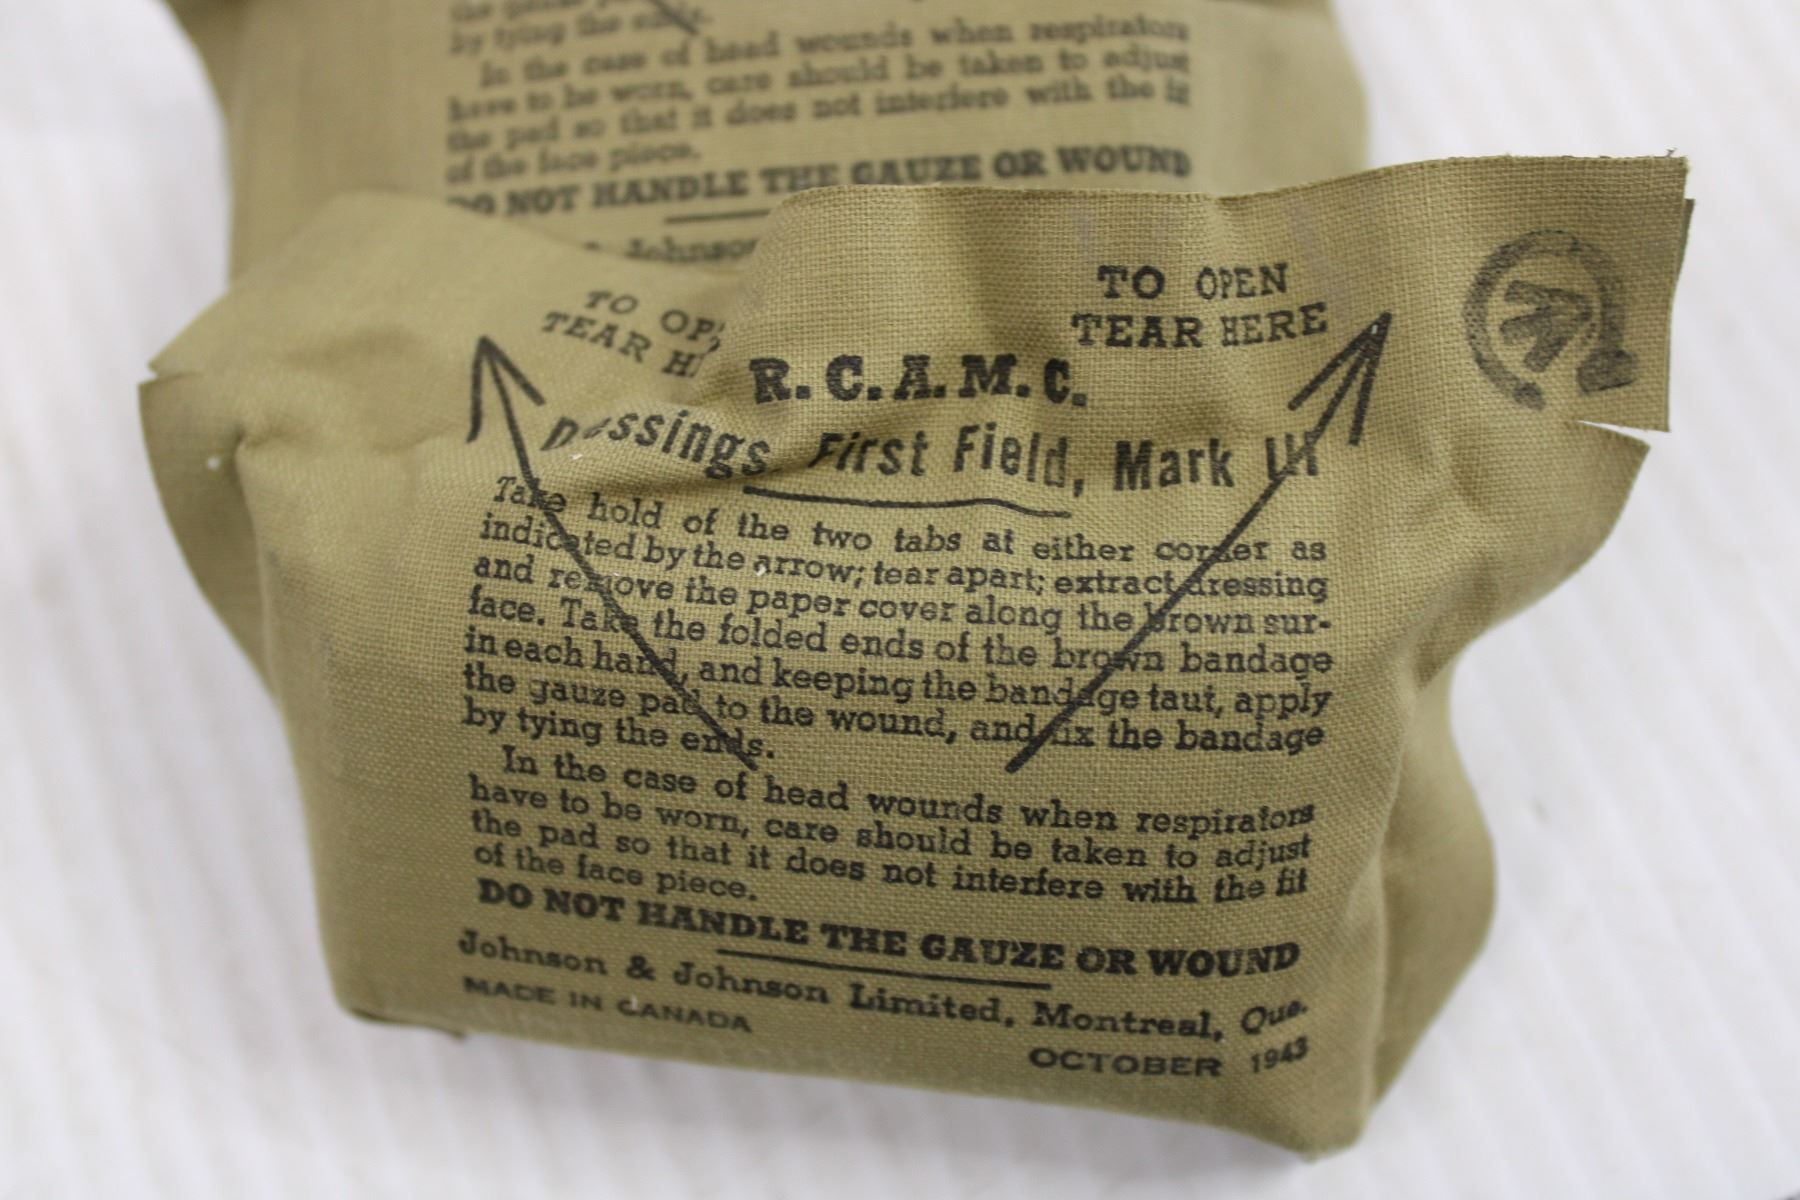 by tying the ends.
In the case of head wounds when respirators
have to be worn, care should be taken to adjust
the pad so that it does not interfere with the fit
of the face piece.
DO NOT HANDLE THE GAUZE OR WOUND
Johnson
TO OPEN
TEAR HERE
TO OP
TEAR H
R.C.A.M.C.
Dressings, First Field, Mark III
Take hold of the two tabs at either corner as
indicated by the arrow; tear apart; extract dressing
and remove the paper cover along the brown sur-
face. Take the folded ends of the brown bandage
in each hand, and keeping the bandage taut, apply
the gauze pad to the wound, and fix the bandage
by tying the ends.
In the case of head wounds when respirators
have to be worn, care should be taken to adjust
the pad so that it does not interfere with the fit
of the face piece.
DO NOT HANDLE THE GAUZE OR WOUND
Johnson & Johnson Limited, Montreal, Que.
MADE IN CANADA
OCTOBER 1943